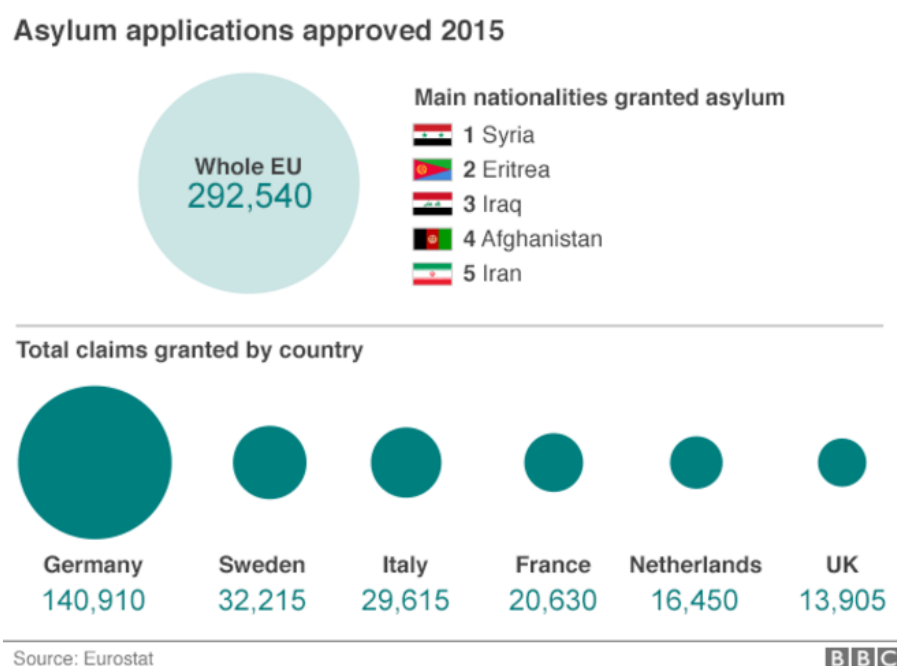 Asylum applications approved 2015
Whole EU
292,540
Main nationalities granted asylum
1 Syria
2 Eritrea
3 Iraq
4 Afghanistan
5 Iran
Total claims granted by country
Germany Sweden Italy France Netherlands UK
140,910 32,215 29,615 20,630 16,450 13,905
Source: Eurostat BBC